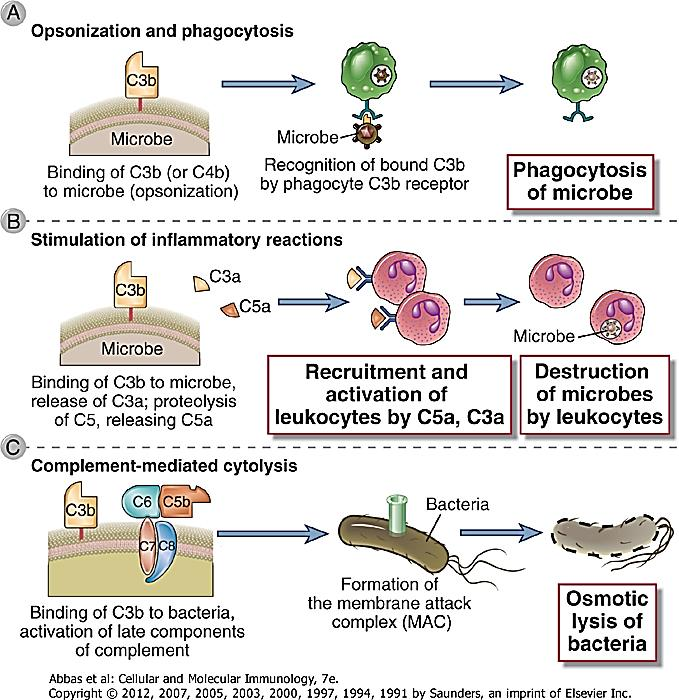 A
Opsonization and phagocytosis
C3b
Microbe
Binding of C3b (or C4b)
to microbe (opsonization)
Microbe
Recognition of bound C3b
by phagocyte C3b receptor
Phagocytosis
of microbe
B
Stimulation of inflammatory reactions
C3b
C3a
C5a
Microbe
Binding of C3b to microbe,
release of C3a; proteolysis
of C5, releasing C5a
Recruitment and
activation of
leukocytes by C5a, C3a
Microbe
Destruction
of microbes
by leukocytes
C
Complement-mediated cytolysis
C3b
C6
C5b
C7
C8
Binding of C3b to bacteria,
activation of late components
of complement
Bacteria
Formation of
the membrane attack
complex (MAC)
Osmotic
lysis of
bacteria
Abbas et al: Cellular and Molecular Immunology, 7e.
Copyright © 2012, 2007, 2005, 2003, 2000, 1997, 1994, 1991 by Saunders, an imprint of Elsevier Inc.